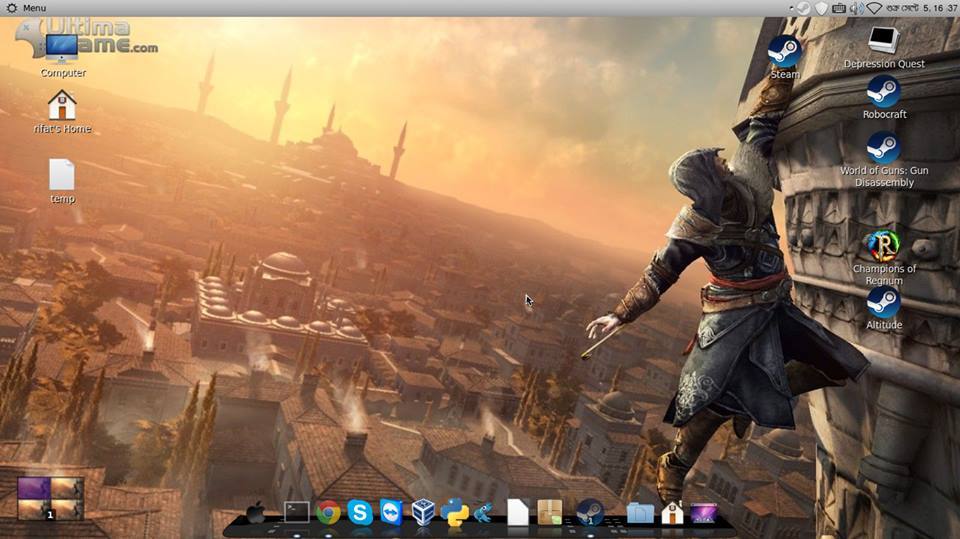 Menu
শুক্র সেপ্টে 5, 16:37
Ultima
Game.com
Computer
rifat's Home
temp
Steam
Depression Quest
Robocraft
World of Guns: Gun
Disassembly
Champions of
Regnum
Altitude
1
1